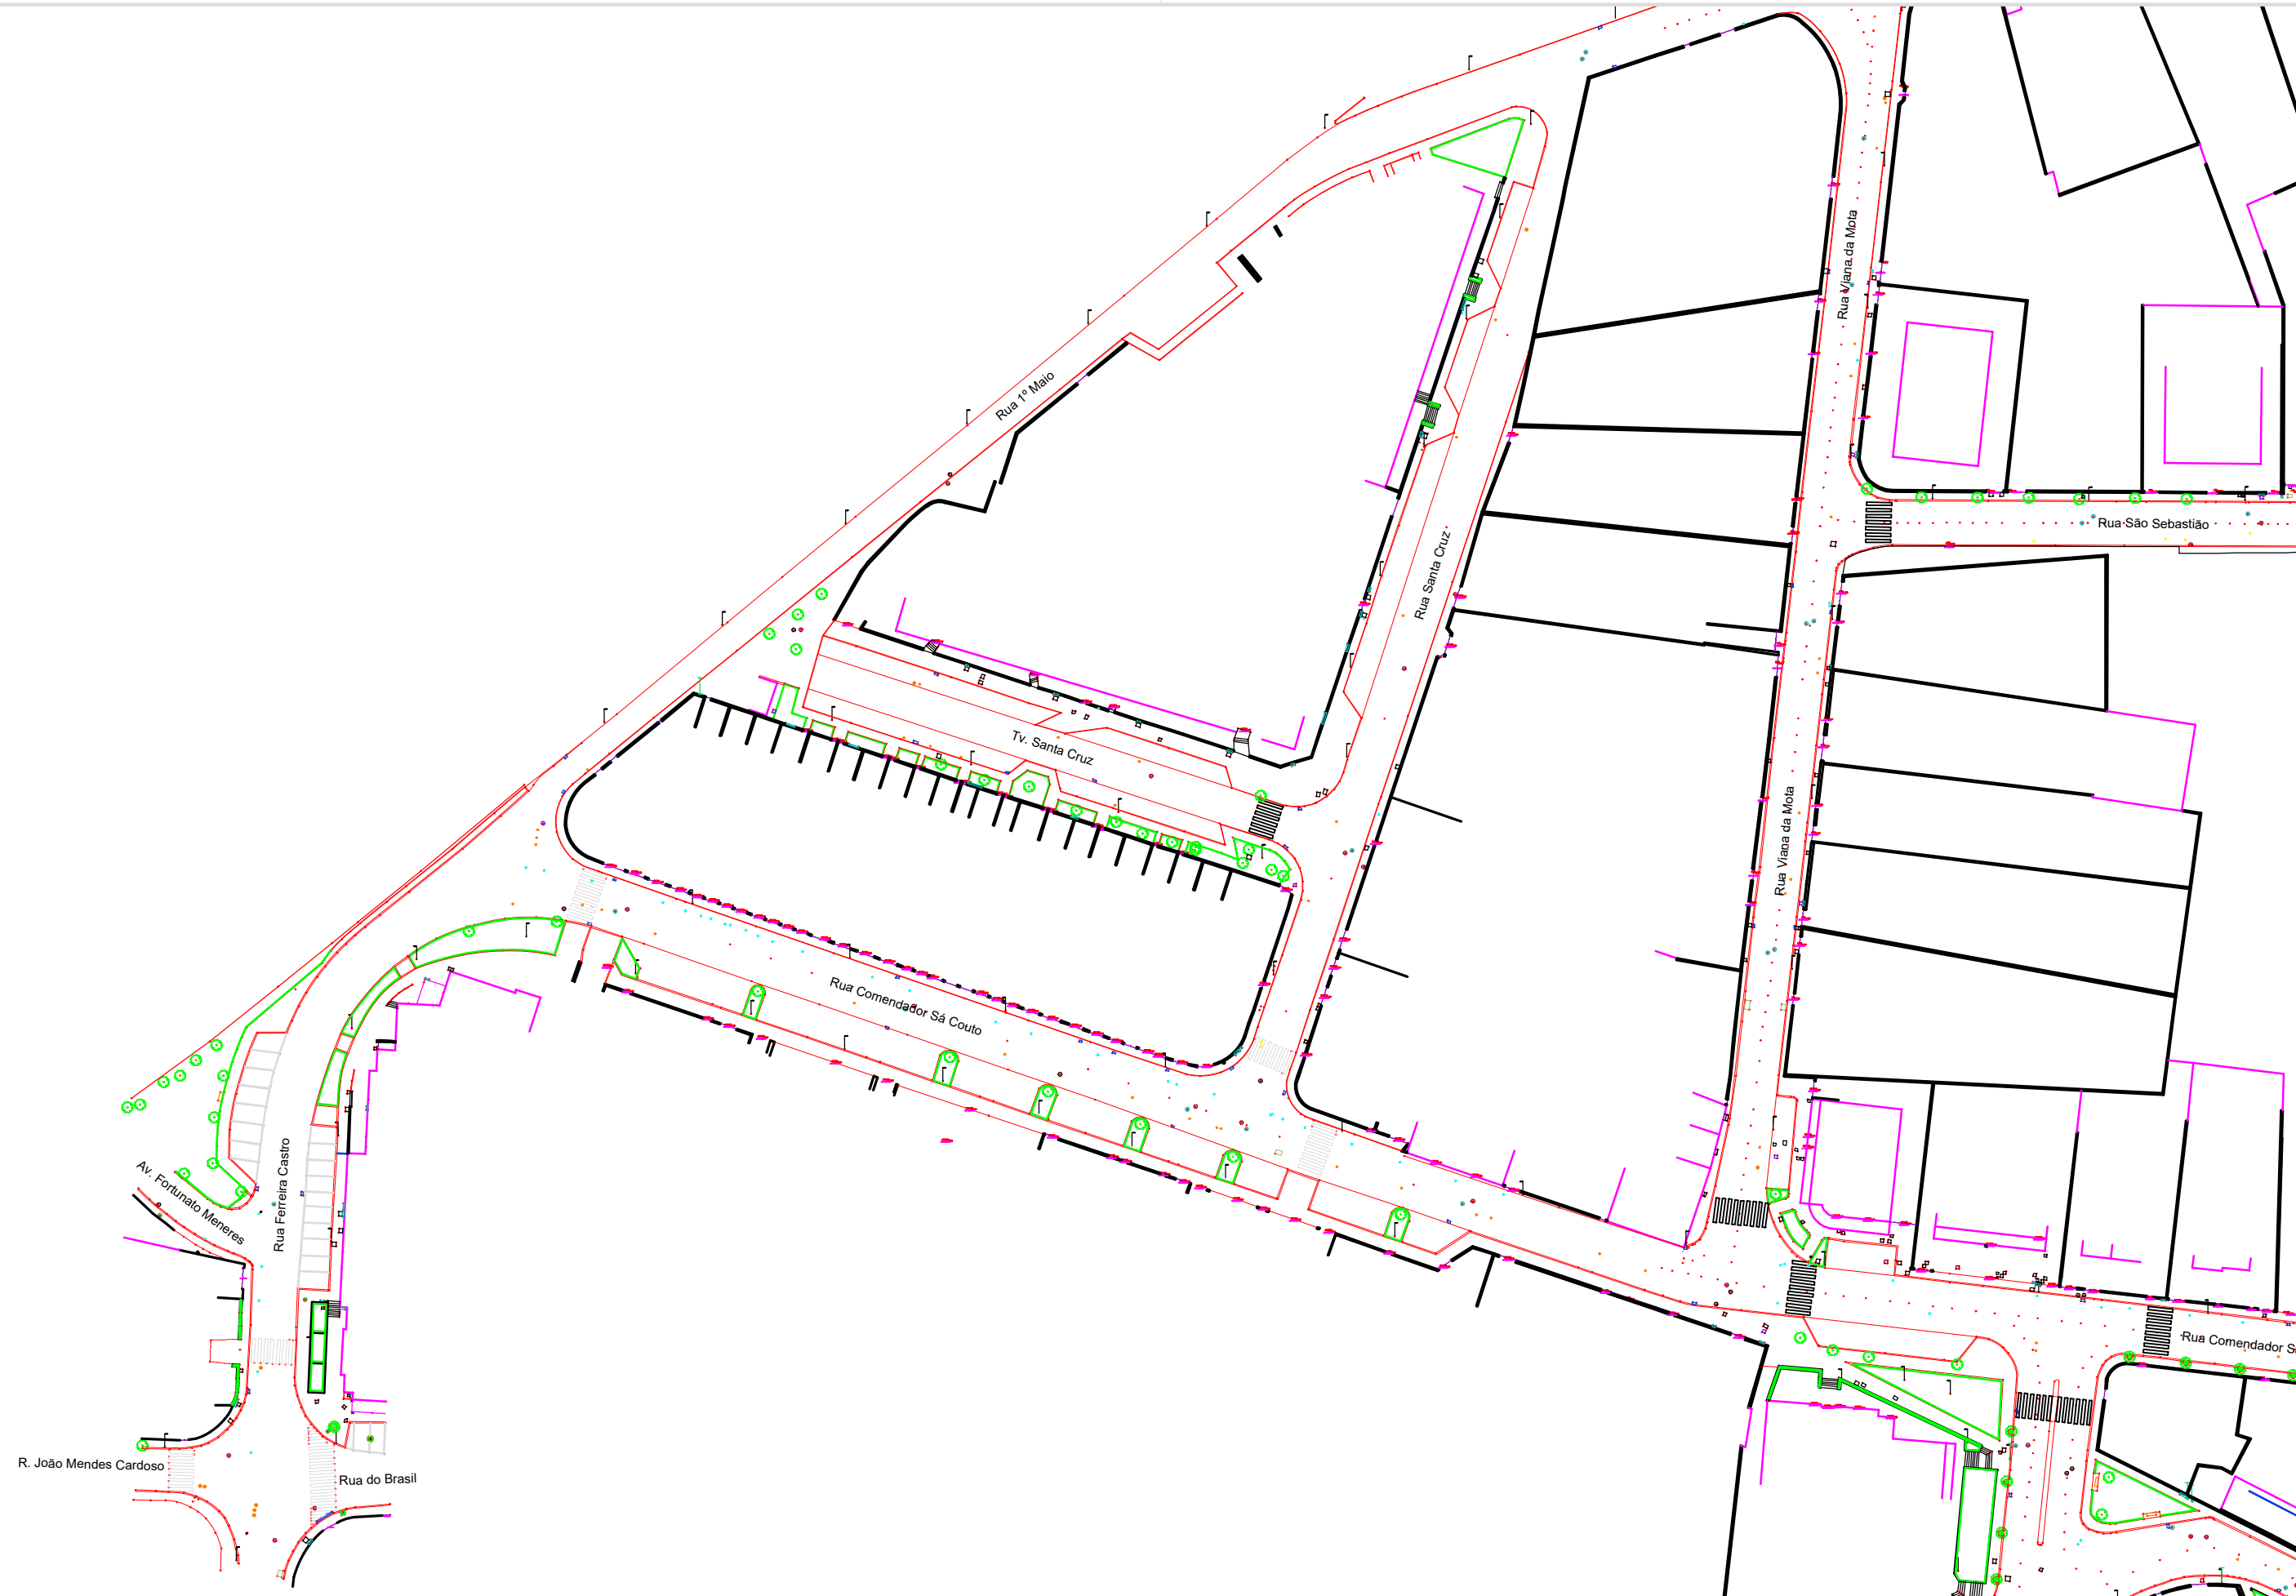 Rua Viana da Mota
Rua 1º Maio
Rua São Sebastião
Rua Santa Cruz
Tv. Santa Cruz
Rua Viana da Mota
Rua Comendador Sá Couto
Av. Fortunato Meneres
Rua Ferreira Castro
Rua Comendador S
R. João Mendes Cardoso
Rua do Brasil